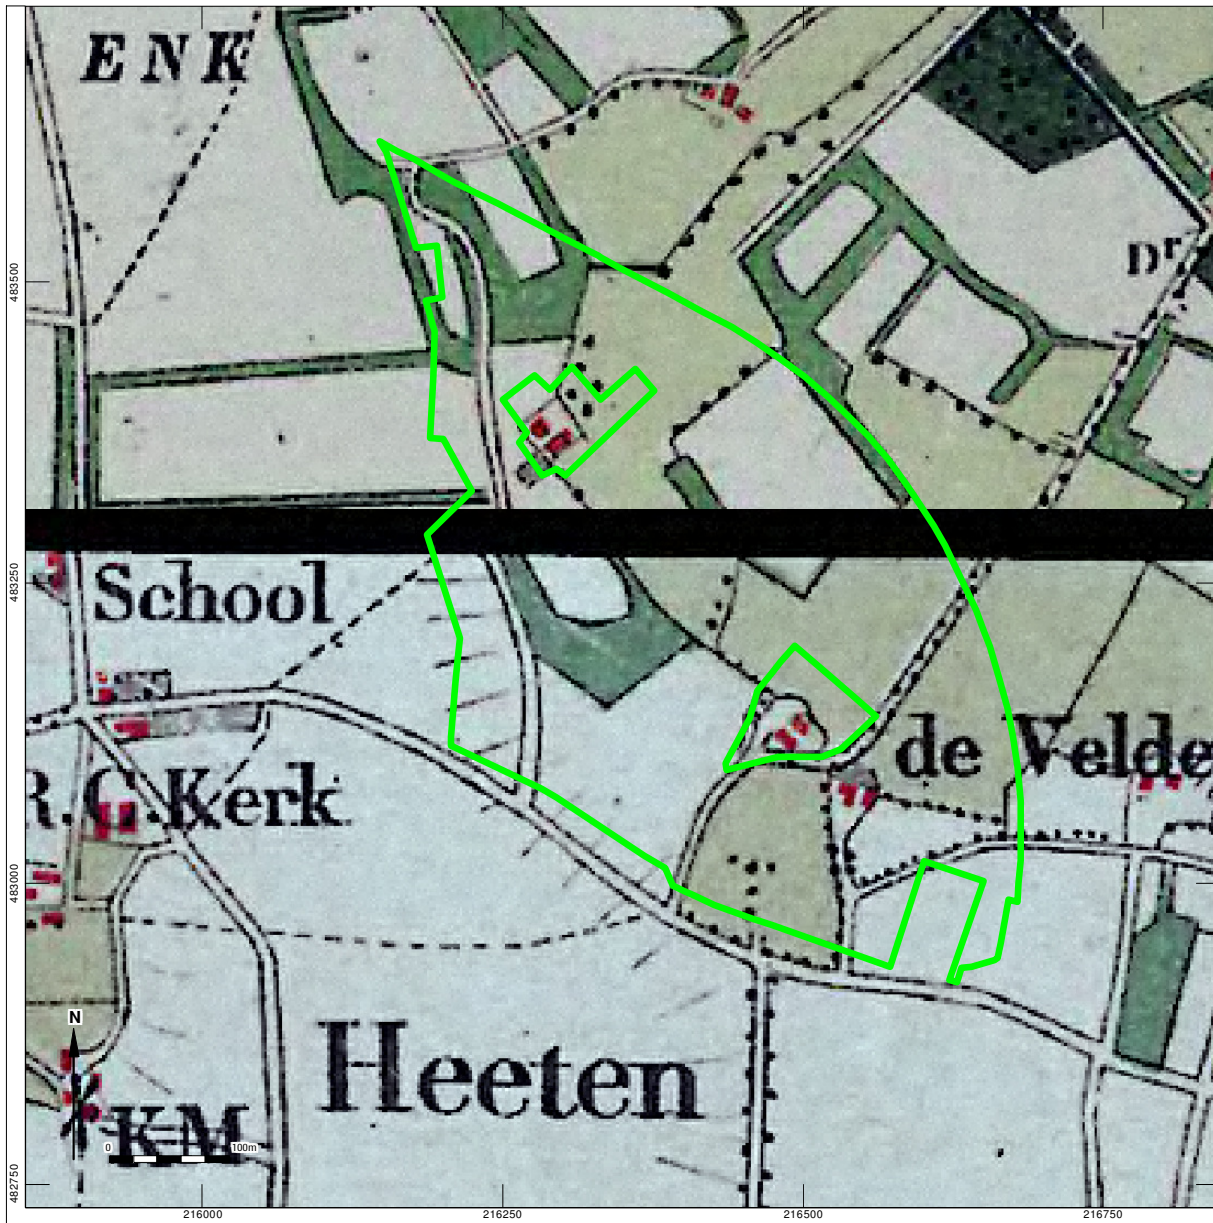 ENK
Dr
483500
School
483250
de Velde
R.C.Kerk.
483000
Heeten
N
KM
0 100m
482750
216000 216250 216500 216750